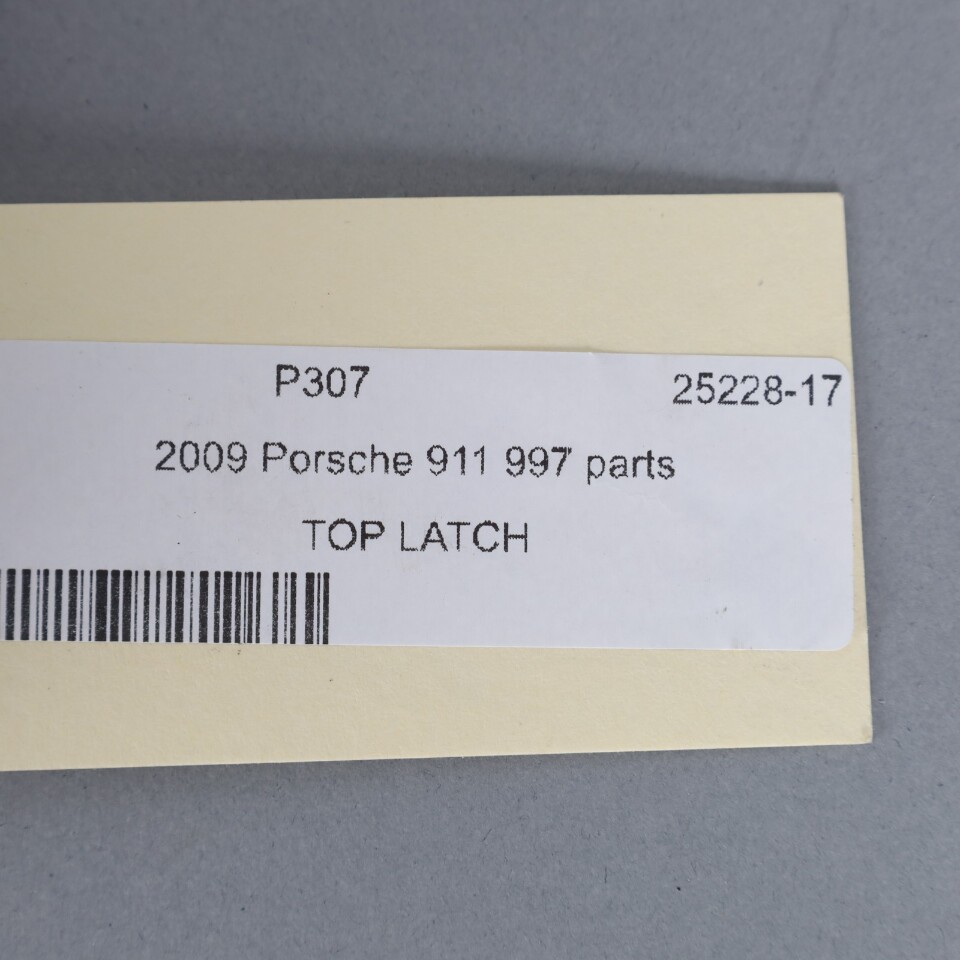 P307 25228-17
2009 Porsche 911 997 parts
TOP LATCH